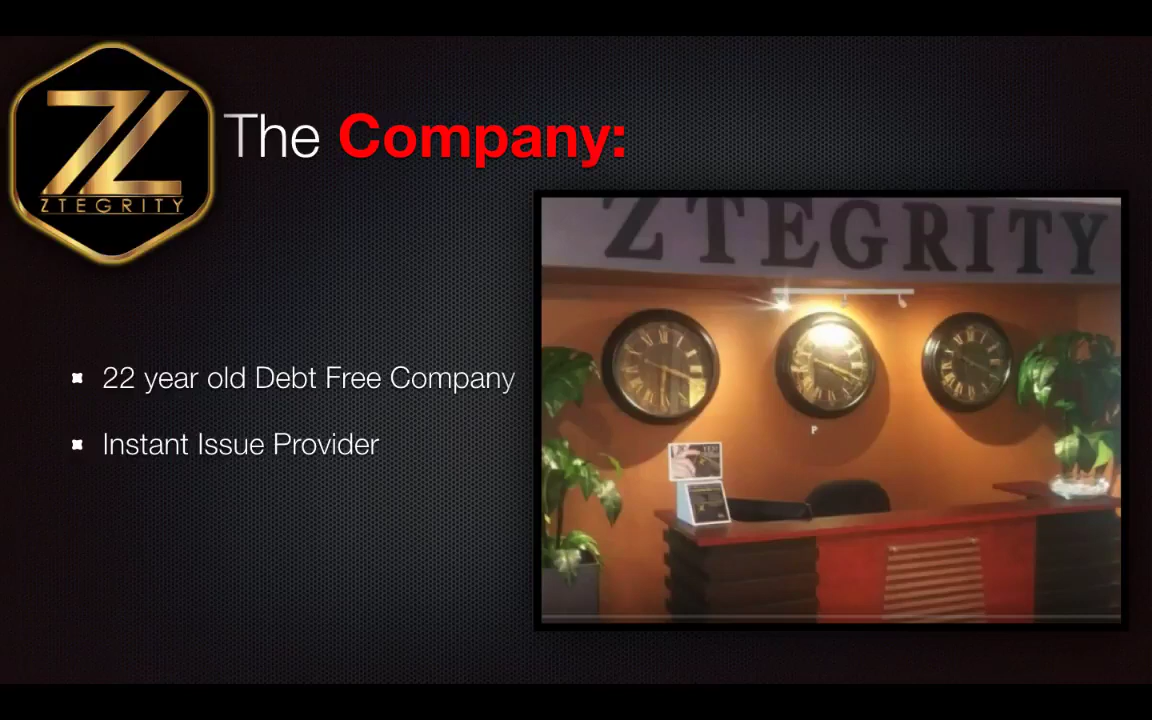 The Company:
ZTEGRITY
ZTEGRITY
22 year old Debt Free Company
Instant Issue Provider
P